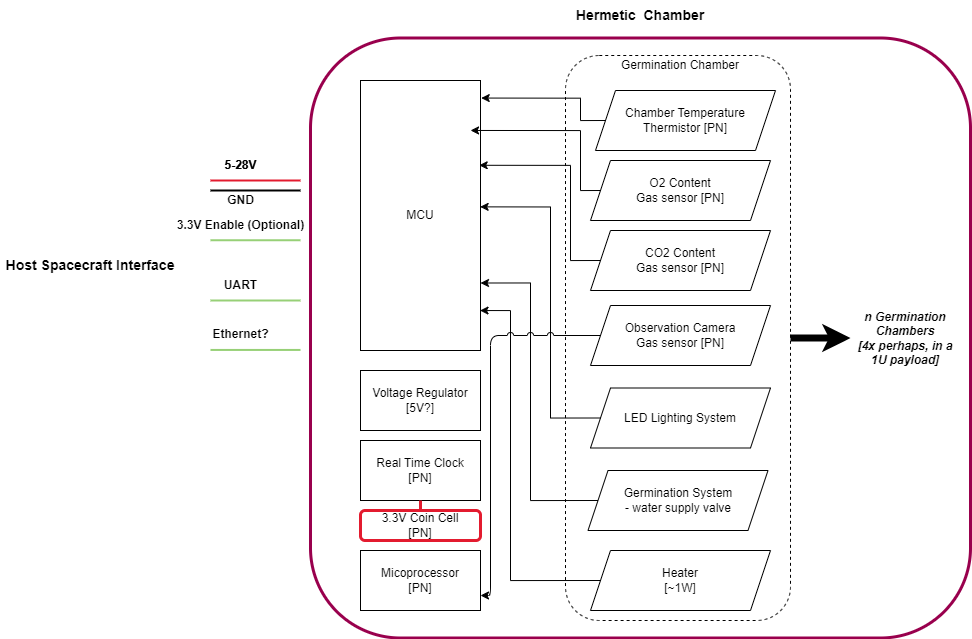 Hermetic Chamber
Germination Chamber
Chamber Temperature
Thermistor [PN]
O2 Content
Gas sensor [PN]
CO2 Content
Gas sensor [PN]
Observation Camera
Gas sensor [PN]
LED Lighting System
Germination System
- water supply valve
Heater
[~1W]
MCU
Voltage Regulator
[5V?]
Real Time Clock
[PN]
3.3V Coin Cell
[PN]
Micoprocessor
[PN]
5-28V
GND
3.3V Enable (Optional)
Host Spacecraft Interface
UART
Ethernet?
n Germination
Chambers
[4x perhaps, in a
1U payload]